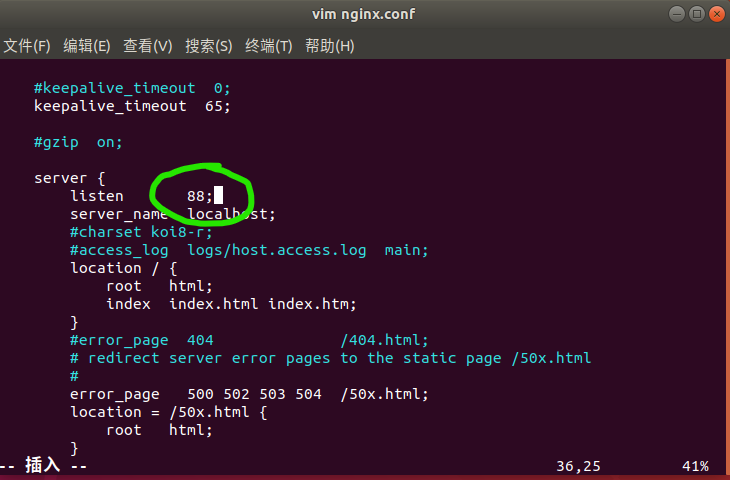 vim nginx.conf
文件(F) 编辑(E) 查看(V) 搜索(S) 终端(T) 帮助(H)
#keepalive_timeout  0;
keepalive_timeout  65;
#gzip  on;
server {
listen       88;
server_name  localhost;
#charset koi8-r;
#access_log  logs/host.access.log  main;
location / {
root   html;
index  index.html index.htm;
}
#error_page  404              /404.html;
# redirect server error pages to the static page /50x.html
#
error_page   500 502 503 504  /50x.html;
location = /50x.html {
root   html;
}
-- 插入 -- 36,25 41%